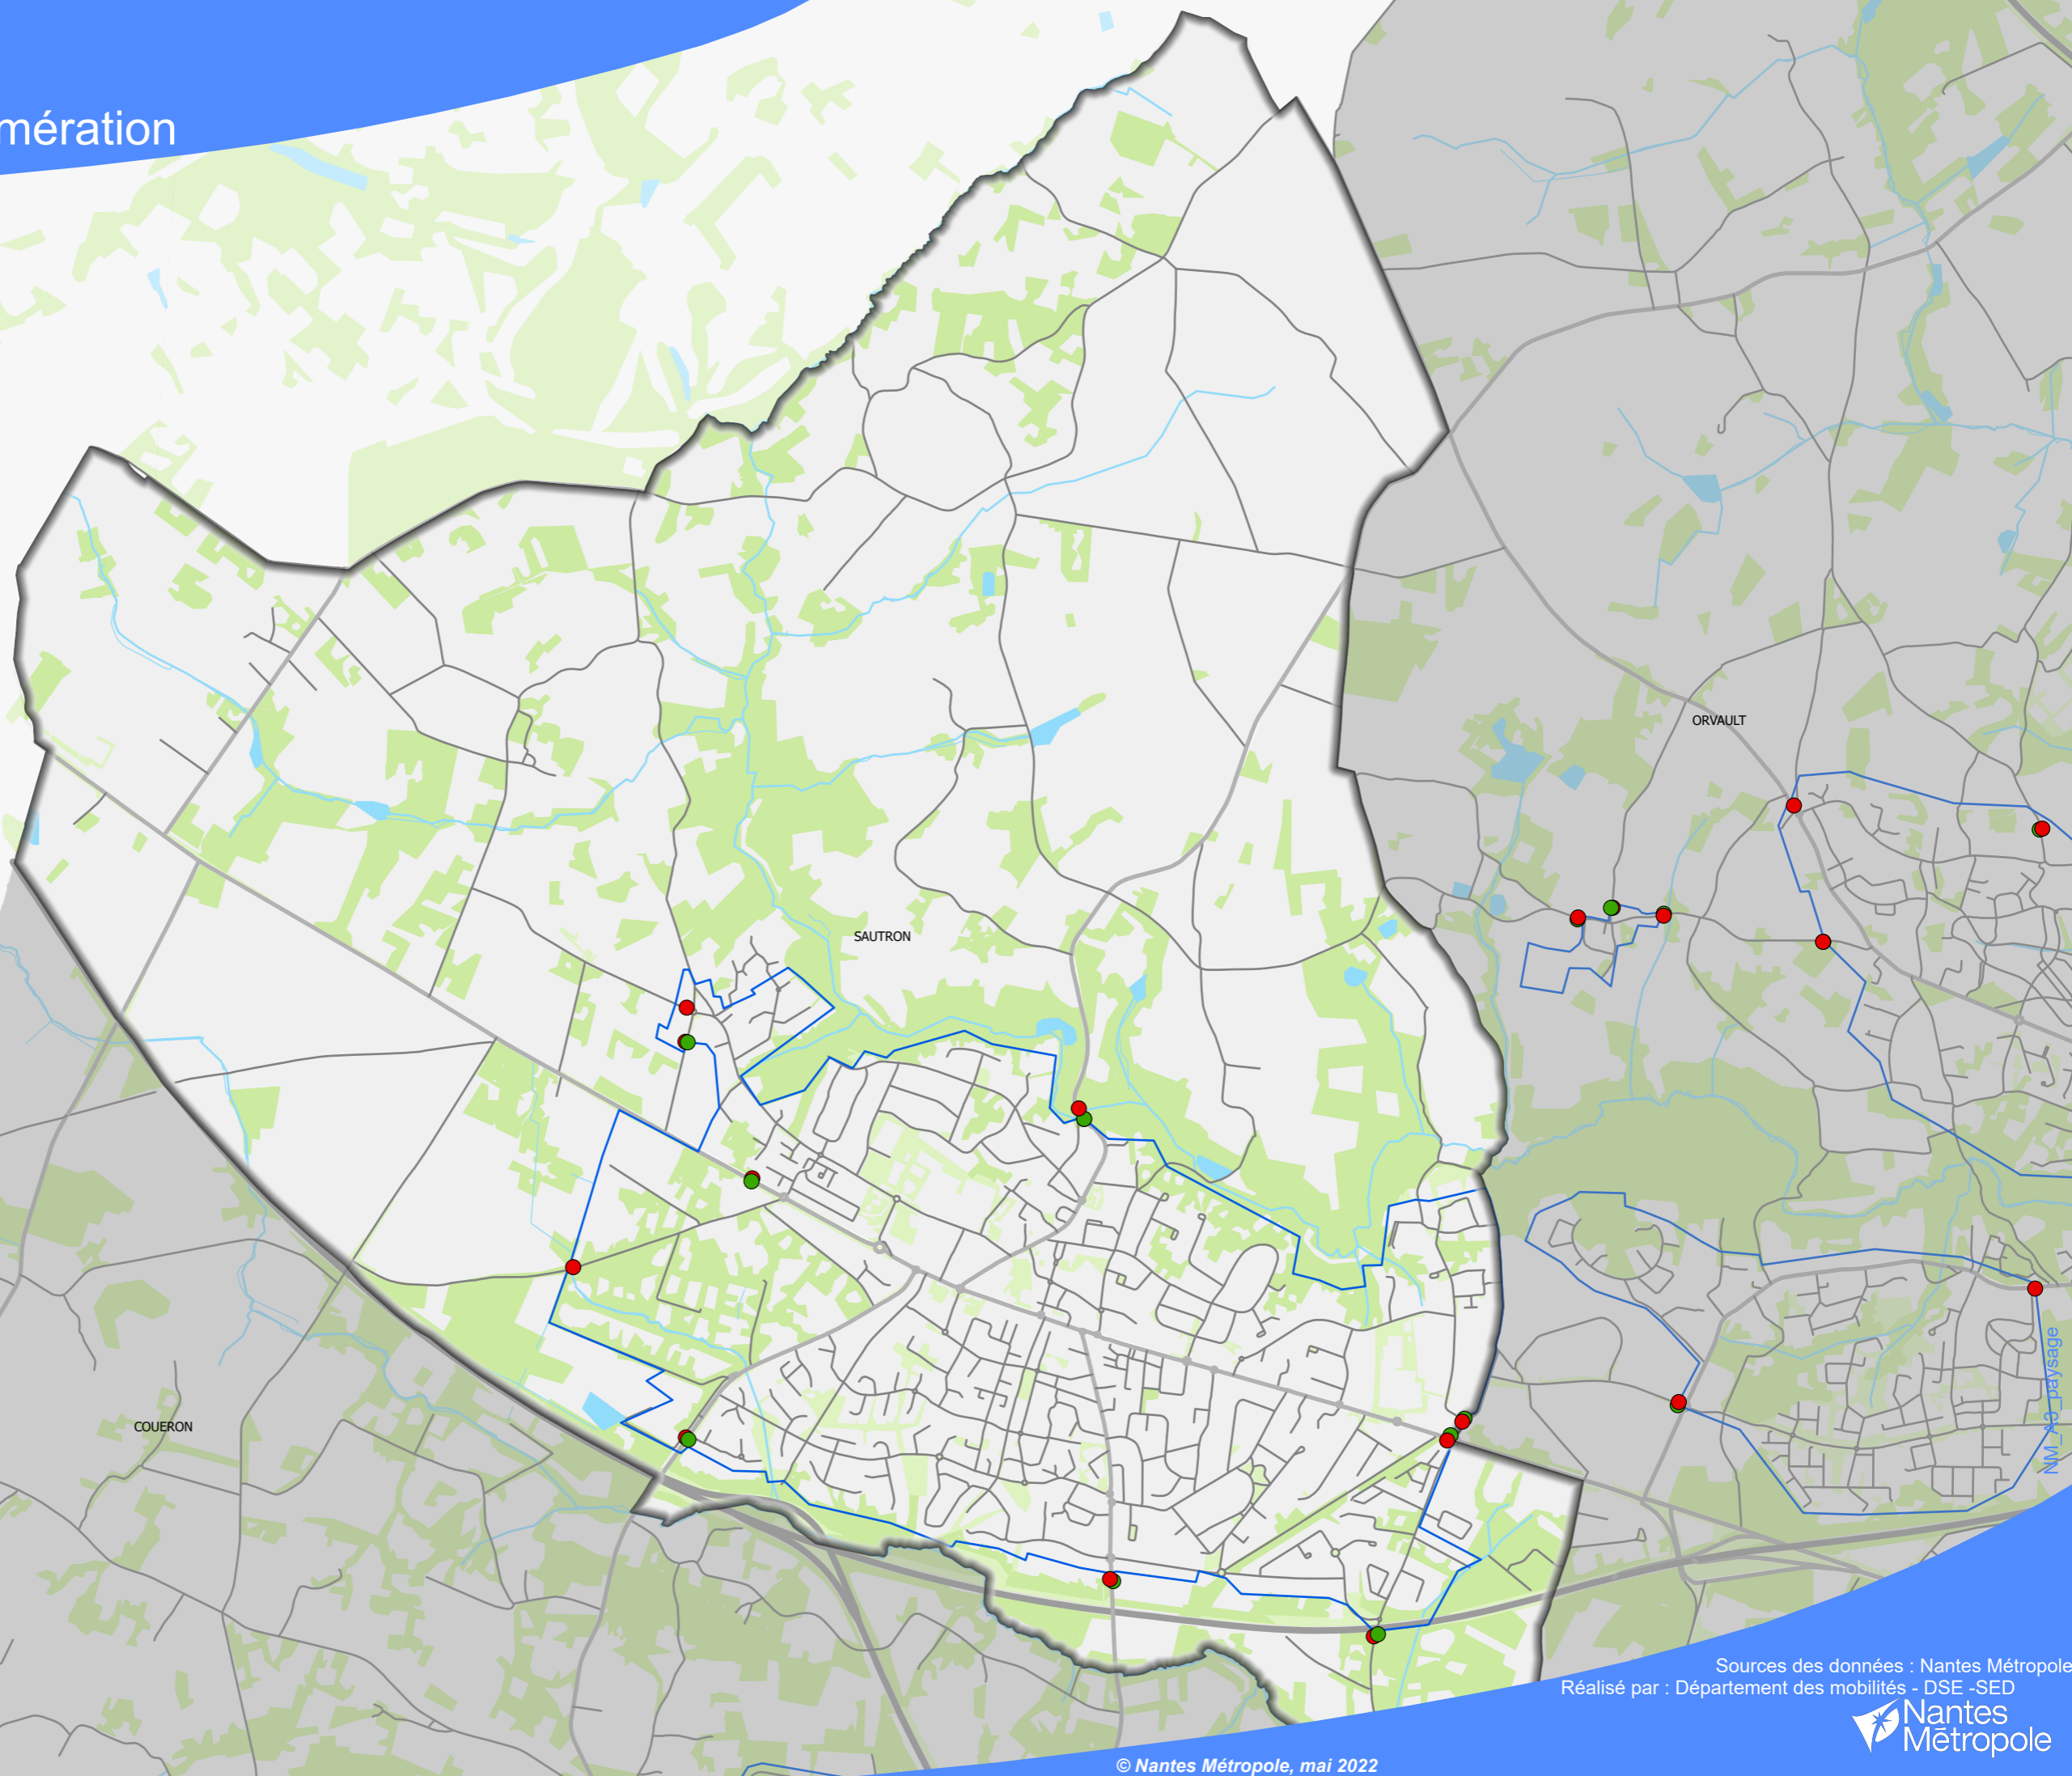 mération
ORVAULT
SAUTRON
COUERON
NM_A3_paysage
Sources des données : Nantes Métropole
Réalisé par : Département des mobilités - DSE -SED
Nantes
Métropole
© Nantes Métropole, mai 2022